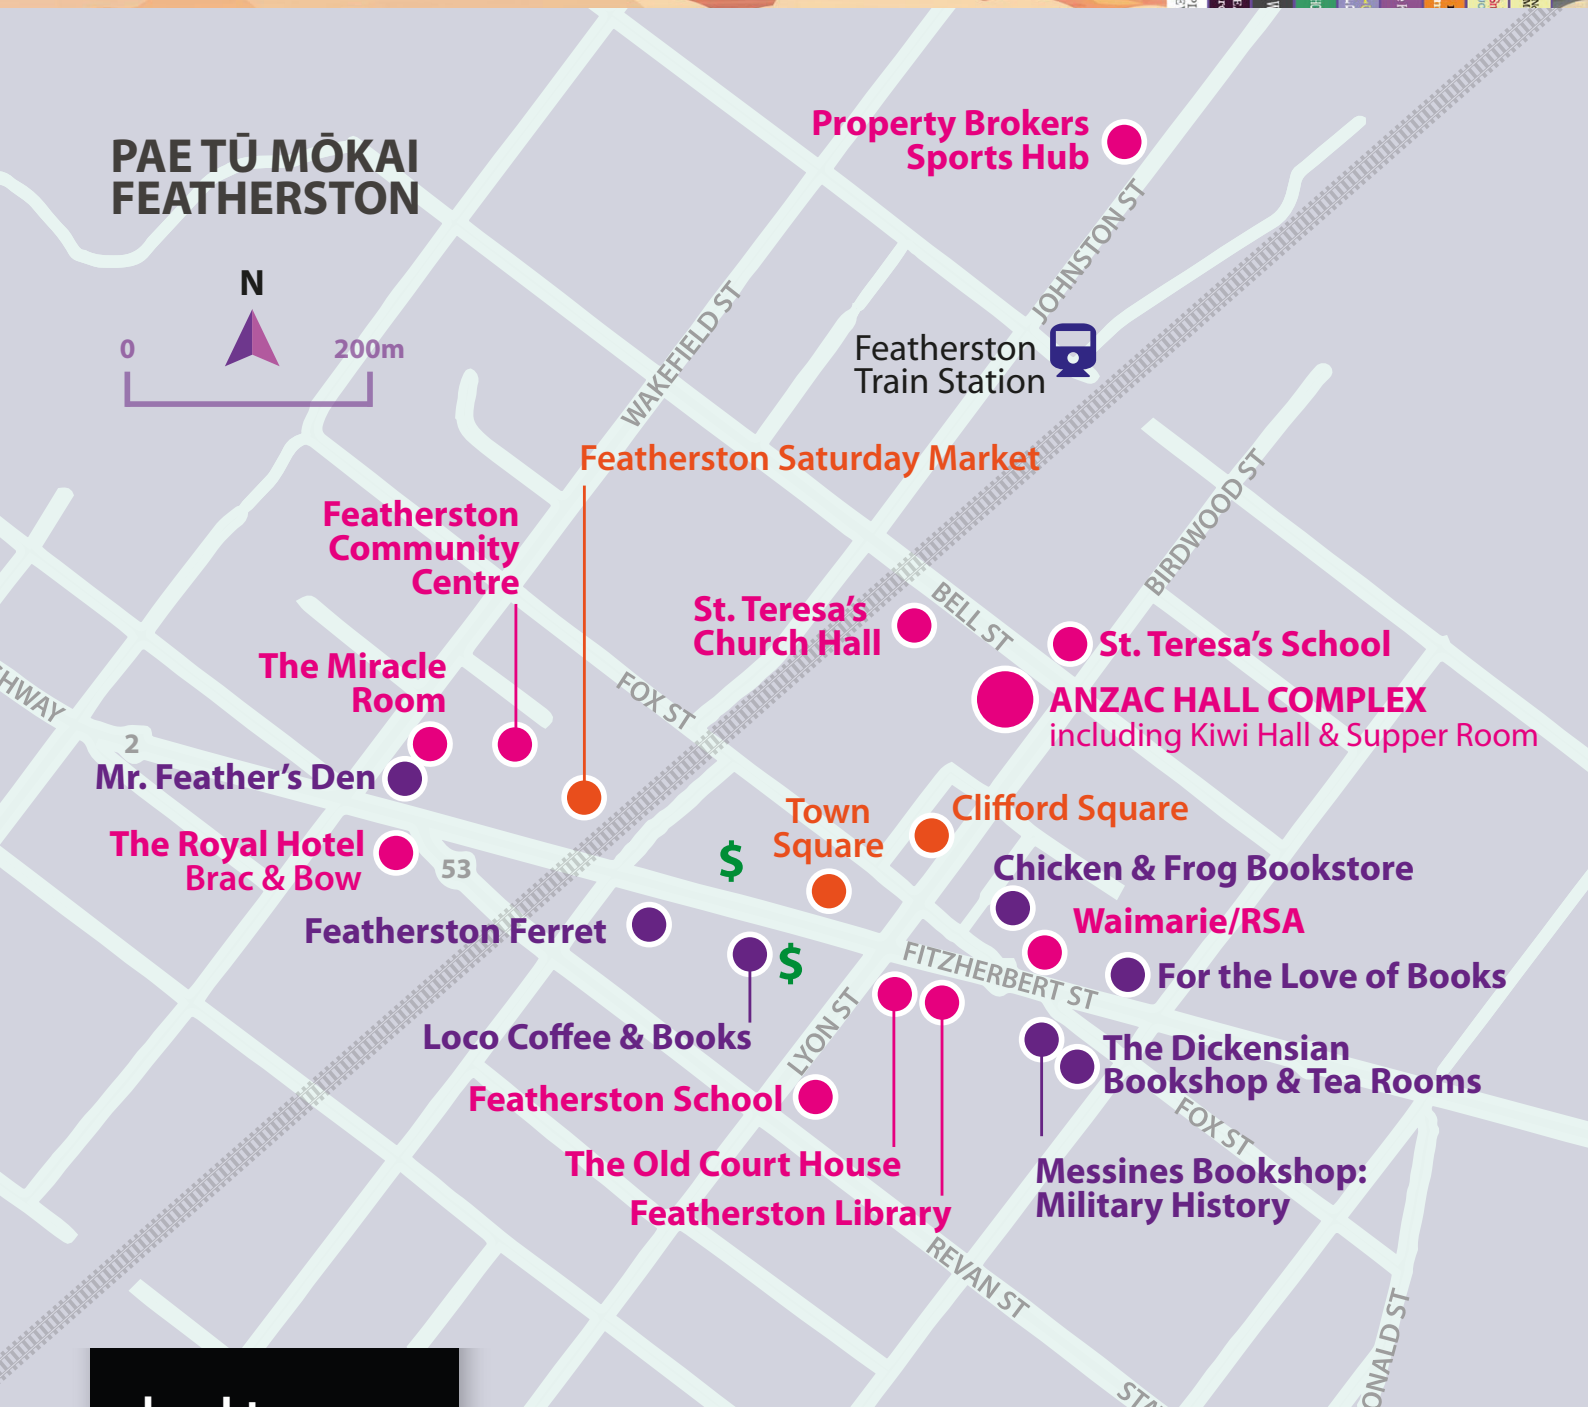 PAE TŪ MŌKAI
FEATHERSTON
N
0
200m
Property Brokers
Sports Hub
JOHNSTON ST
WAKEFIELD ST
Featherston
Train Station
Featherston Saturday Market
BIRDWOOD ST
Featherston
Community
Centre
St. Teresa's
Church Hall
BELL ST
St. Teresa's School
The Miracle
Room
FOX ST
ANZAC HALL COMPLEX
including Kiwi Hall & Supper Room
2
Mr. Feather's Den
Town
Square
Clifford Square
The Royal Hotel
Brac & Bow
53
$
Chicken & Frog Bookstore
Waimarie/RSA
Featherston Ferret
$
FITZHERBERT ST
For the Love of Books
Loco Coffee & Books
LYON ST
The Dickensian
Bookshop & Tea Rooms
Featherston School
FOX ST
The Old Court House
Messines Bookshop:
Military History
Featherston Library
REVAN ST